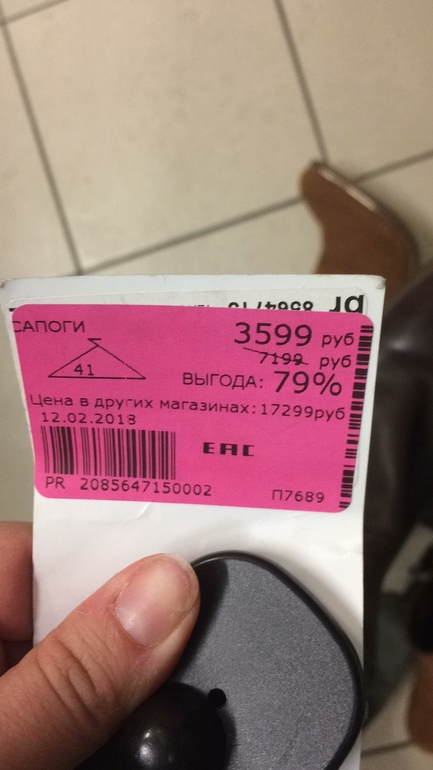 САПОГИ
3599 руб
7199 руб
41
ВЫГОДА: 79%
Цена в других магазинах: 17299руб
12.02.2018
EAC
PR 2085647150002
П7689